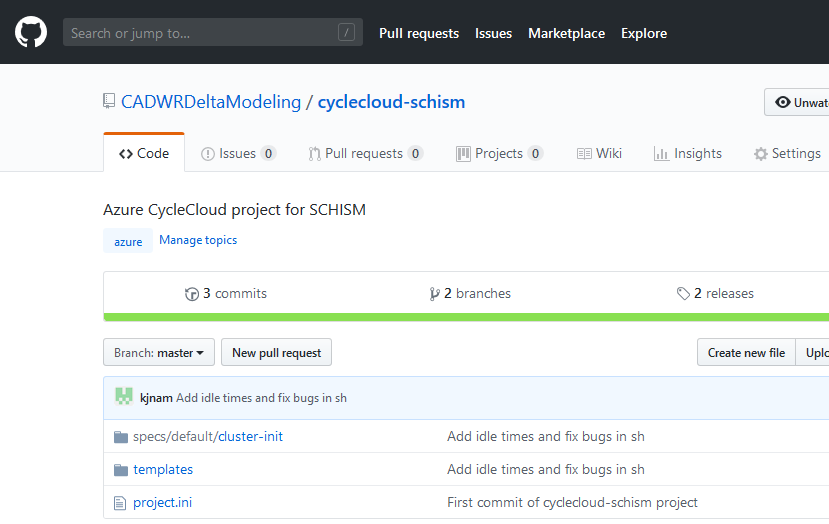 Search or jump to... / Pull requests Issues Marketplace Explore
CADWRDeltaModeling / cyclecloud-schism Unwatc
Code Issues 0 Pull requests 0 Projects 0 Wiki Insights Settings
Azure CycleCloud project for SCHISM
azure Manage topics
3 commits 2 branches 2 releases
Branch: master New pull request Create new file Uplo
kjnam Add idle times and fix bugs in sh
specs/default/cluster-init Add idle times and fix bugs in sh
templates Add idle times and fix bugs in sh
project.ini First commit of cyclecloud-schism project